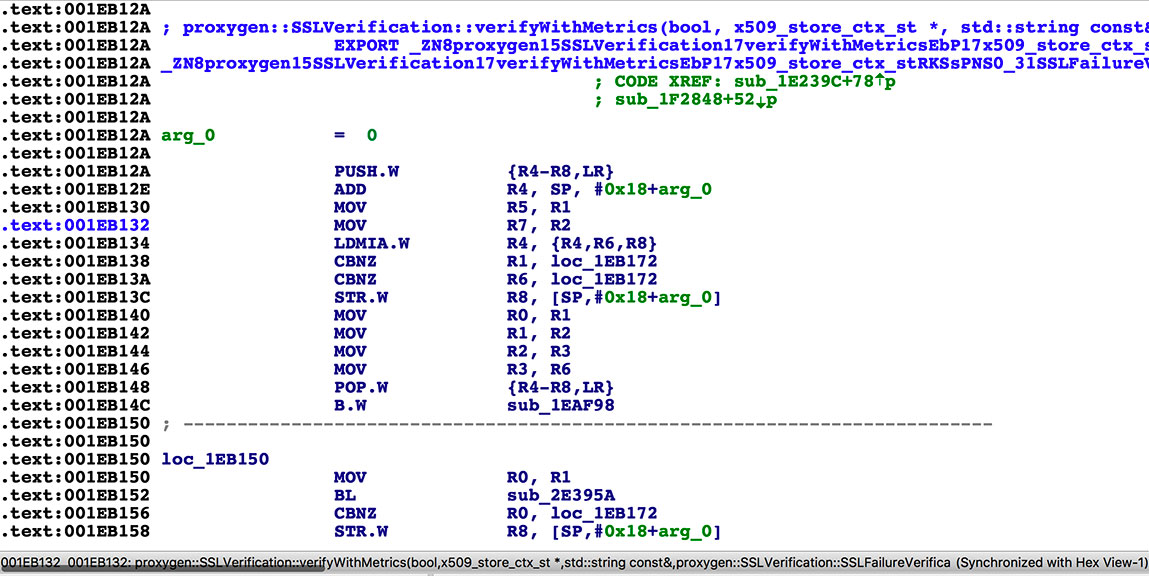 .text:001EB12A
.text:001EB12A ; proxygen::SSLVerification::verifyWithMetrics(bool, x509_store_ctx_st *, std::string const&
.text:001EB12A EXPORT _ZN8proxygen15SSLVerification17verifyWithMetricsEbP17x509_store_ctx_s
.text:001EB12A _ZN8proxygen15SSLVerification17verifyWithMetricsEbP17x509_store_ctx_stRKSsPNS0_31SSLFailureV
.text:001EB12A ; CODE XREF: sub_1E239C+78↑p
.text:001EB12A ; sub_1F2848+52↓p
.text:001EB12A
.text:001EB12A arg_0 = 0
.text:001EB12A
.text:001EB12A PUSH.W {R4-R8,LR}
.text:001EB12E ADD R4, SP, #0x18+arg_0
.text:001EB130 MOV R5, R1
.text:001EB132 MOV R7, R2
.text:001EB134 LDMIA.W R4, {R4,R6,R8}
.text:001EB138 CBNZ R1, loc_1EB172
.text:001EB13A CBNZ R6, loc_1EB172
.text:001EB13C STR.W R8, [SP,#0x18+arg_0]
.text:001EB140 MOV R0, R1
.text:001EB142 MOV R1, R2
.text:001EB144 MOV R2, R3
.text:001EB146 MOV R3, R6
.text:001EB148 POP.W {R4-R8,LR}
.text:001EB14C B.W sub_1EAF98
.text:001EB150 ; ---------------------------------------------------------------------------
.text:001EB150
.text:001EB150 loc_1EB150
.text:001EB150 MOV R0, R1
.text:001EB152 BL sub_2E395A
.text:001EB156 CBNZ R0, loc_1EB172
.text:001EB158 STR.W R8, [SP,#0x18+arg_0]
001EB132 001EB132: proxygen::SSLVerification::verifyWithMetrics(bool,x509_store_ctx_st *,std::string const&,proxygen::SSLVerification::SSLFailureVerifica (Synchronized with Hex View-1)